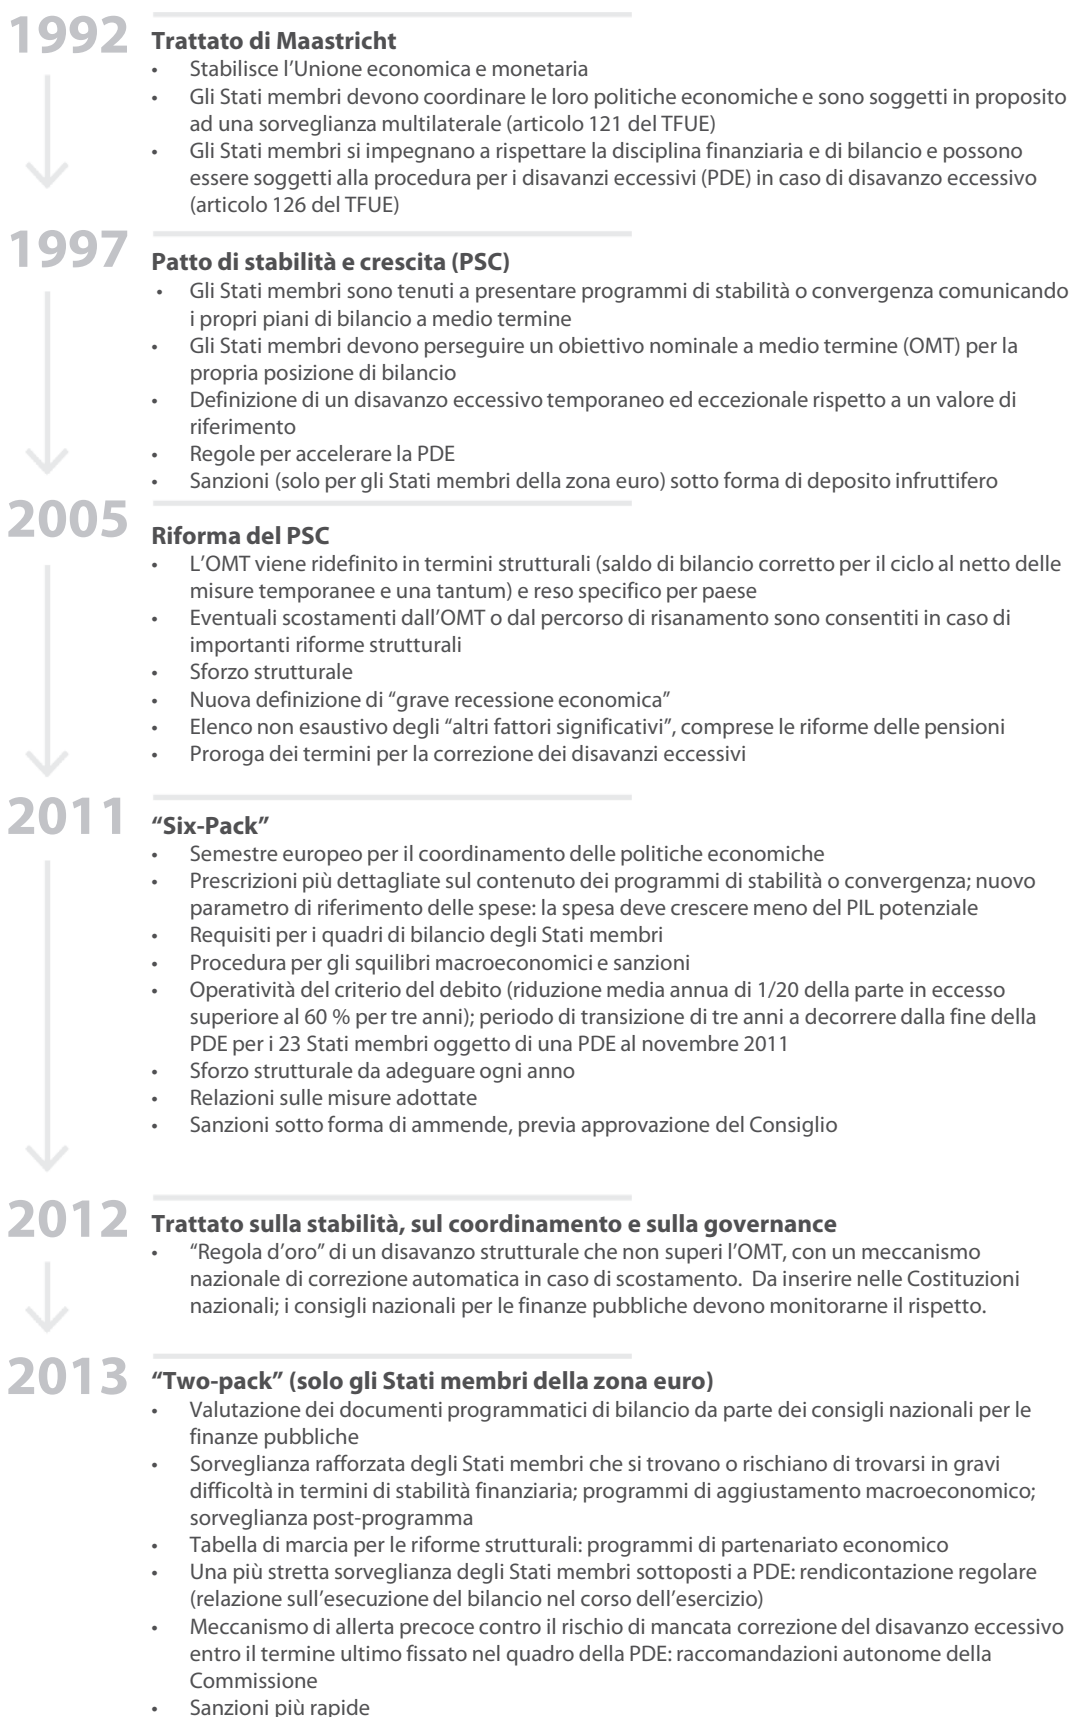 1992
Trattato di Maastricht
• Stabilisce l'Unione economica e monetaria
• Gli Stati membri devono coordinare le loro politiche economiche e sono soggetti in proposito
ad una sorveglianza multilaterale (articolo 121 del TFUE)
• Gli Stati membri si impegnano a rispettare la disciplina finanziaria e di bilancio e possono
essere soggetti alla procedura per i disavanzi eccessivi (PDE) in caso di disavanzo eccessivo
(articolo 126 del TFUE)
1997
Patto di stabilità e crescita (PSC)
• Gli Stati membri sono tenuti a presentare programmi di stabilità o convergenza comunicando
i propri piani di bilancio a medio termine
• Gli Stati membri devono perseguire un obiettivo nominale a medio termine (OMT) per la
propria posizione di bilancio
• Definizione di un disavanzo eccessivo temporaneo ed eccezionale rispetto a un valore di
riferimento
• Regole per accelerare la PDE
• Sanzioni (solo per gli Stati membri della zona euro) sotto forma di deposito infruttifero
2005
Riforma del PSC
• L'OMT viene ridefinito in termini strutturali (saldo di bilancio corretto per il ciclo al netto delle
misure temporanee e una tantum) e reso specifico per paese
• Eventuali scostamenti dall'OMT o dal percorso di risanamento sono consentiti in caso di
importanti riforme strutturali
• Sforzo strutturale
• Nuova definizione di "grave recessione economica"
• Elenco non esaustivo degli "altri fattori significativi", comprese le riforme delle pensioni
• Proroga dei termini per la correzione dei disavanzi eccessivi
2011
"Six-Pack"
• Semestre europeo per il coordinamento delle politiche economiche
• Prescrizioni più dettagliate sul contenuto dei programmi di stabilità o convergenza; nuovo
parametro di riferimento delle spese: la spesa deve crescere meno del PIL potenziale
• Requisiti per i quadri di bilancio degli Stati membri
• Procedura per gli squilibri macroeconomici e sanzioni
• Operatività del criterio del debito (riduzione media annua di 1/20 della parte in eccesso
superiore al 60 % per tre anni); periodo di transizione di tre anni a decorrere dalla fine della
PDE per i 23 Stati membri oggetto di una PDE al novembre 2011
• Sforzo strutturale da adeguare ogni anno
• Relazioni sulle misure adottate
• Sanzioni sotto forma di ammende, previa approvazione del Consiglio
2012
Trattato sulla stabilità, sul coordinamento e sulla governance
• "Regola d'oro" di un disavanzo strutturale che non superi l'OMT, con un meccanismo
nazionale di correzione automatica in caso di scostamento. Da inserire nelle Costituzioni
nazionali; i consigli nazionali per le finanze pubbliche devono monitorarne il rispetto.
2013
"Two-pack" (solo gli Stati membri della zona euro)
• Valutazione dei documenti programmatici di bilancio da parte dei consigli nazionali per le
finanze pubbliche
• Sorveglianza rafforzata degli Stati membri che si trovano o rischiano di trovarsi in gravi
difficoltà in termini di stabilità finanziaria; programmi di aggiustamento macroeconomico;
sorveglianza post-programma
• Tabella di marcia per le riforme strutturali: programmi di partenariato economico
• Una più stretta sorveglianza degli Stati membri sottoposti a PDE: rendicontazione regolare
(relazione sull'esecuzione del bilancio nel corso dell'esercizio)
• Meccanismo di allerta precoce contro il rischio di mancata correzione del disavanzo eccessivo
entro il termine ultimo fissato nel quadro della PDE: raccomandazioni autonome della
Commissione
• Sanzioni più rapide